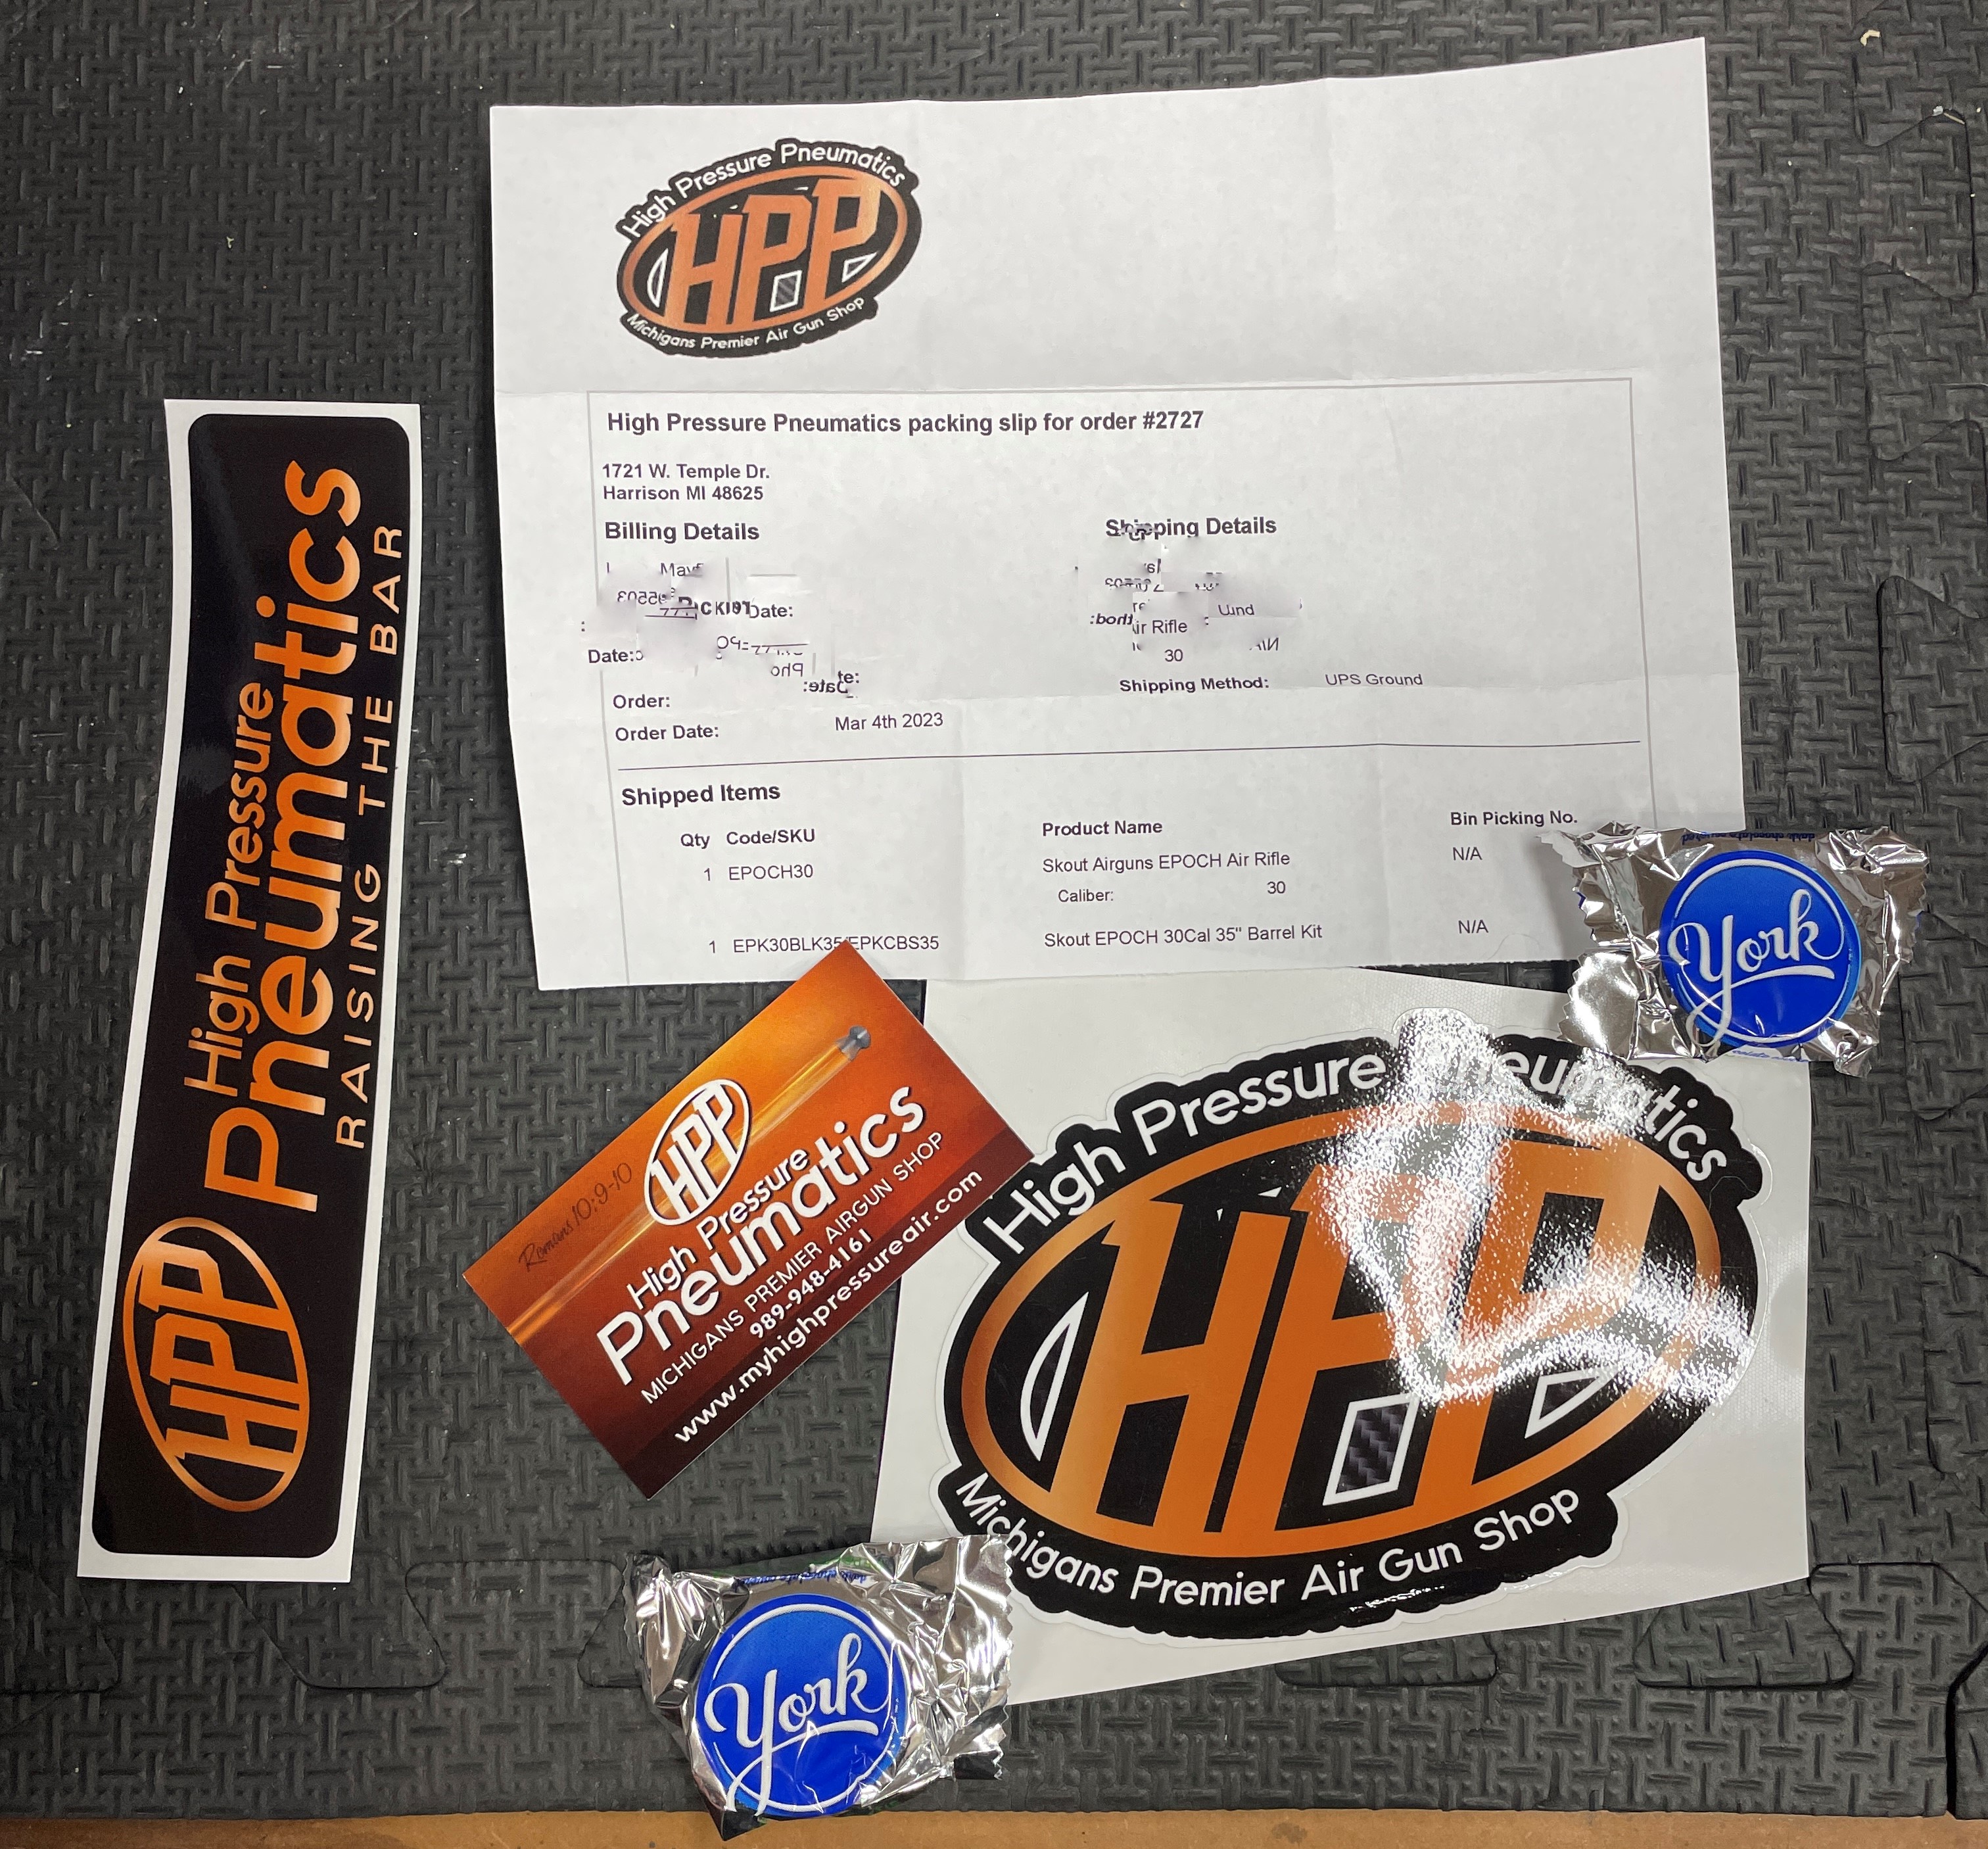 High Pressure Pneumatics
HPP
Michigans Premier Air Gun Shop
High Pressure Pneumatics packing slip for order #2727
1721 W. Temple Dr.
Harrison MI 48625
Billing Details
Shipping Details
Date:
Date:
Air Rifle
30
Order:
Shipping Method: UPS Ground
Order Date: Mar 4th 2023
Shipped Items
Qty Code/SKU Product Name Bin Picking No.
1 EPOCH30 Skout Airguns EPOCH Air Rifle N/A
Caliber: 30
1 EPK30BLK35/EPKCBS35 Skout EPOCH 30Cal 35" Barrel Kit N/A
HPP
High Pressure
Pneumatics
RAISING THE BAR
Romans 10:9-10
HPP
High Pressure
Pneumatics
MICHIGANS PREMIER AIRGUN SHOP
989-948-4161
www.myhighpressureair.com
York
High Pressure Pneumatics
HPP
Michigans Premier Air Gun Shop
York